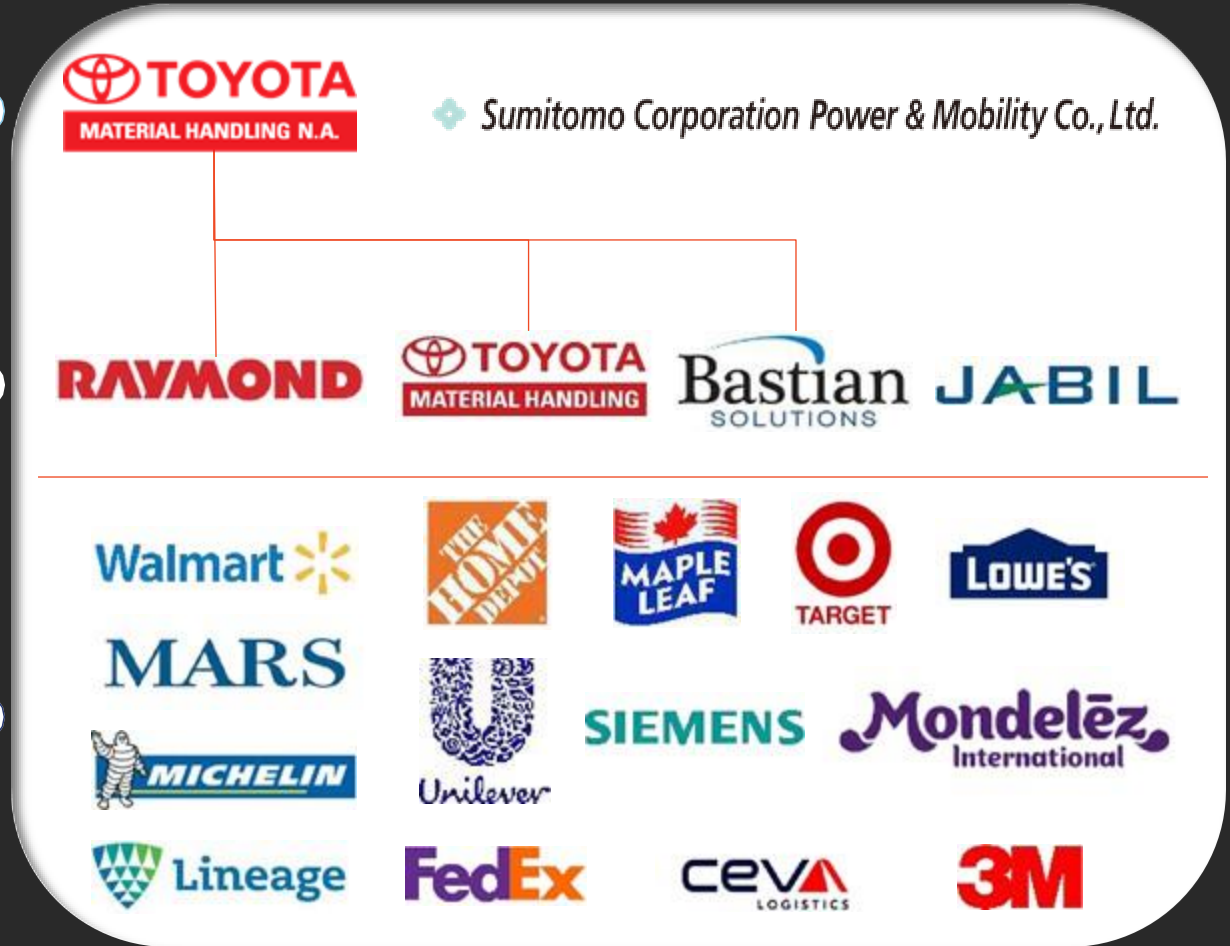 TOYOTA
MATERIAL HANDLING N.A.
Sumitomo Corporation Power & Mobility Co., Ltd.
RAYMOND
TOYOTA
MATERIAL HANDLING
Bastian
SOLUTIONS
JABIL
Walmart
THE
HOME
DEPOT
MAPLE
LEAF
TARGET
LOWE'S
MARS
Unilever
SIEMENS
Mondelēz
International
MICHELIN
Lineage
FedEx
CEVA
LOGISTICS
3M